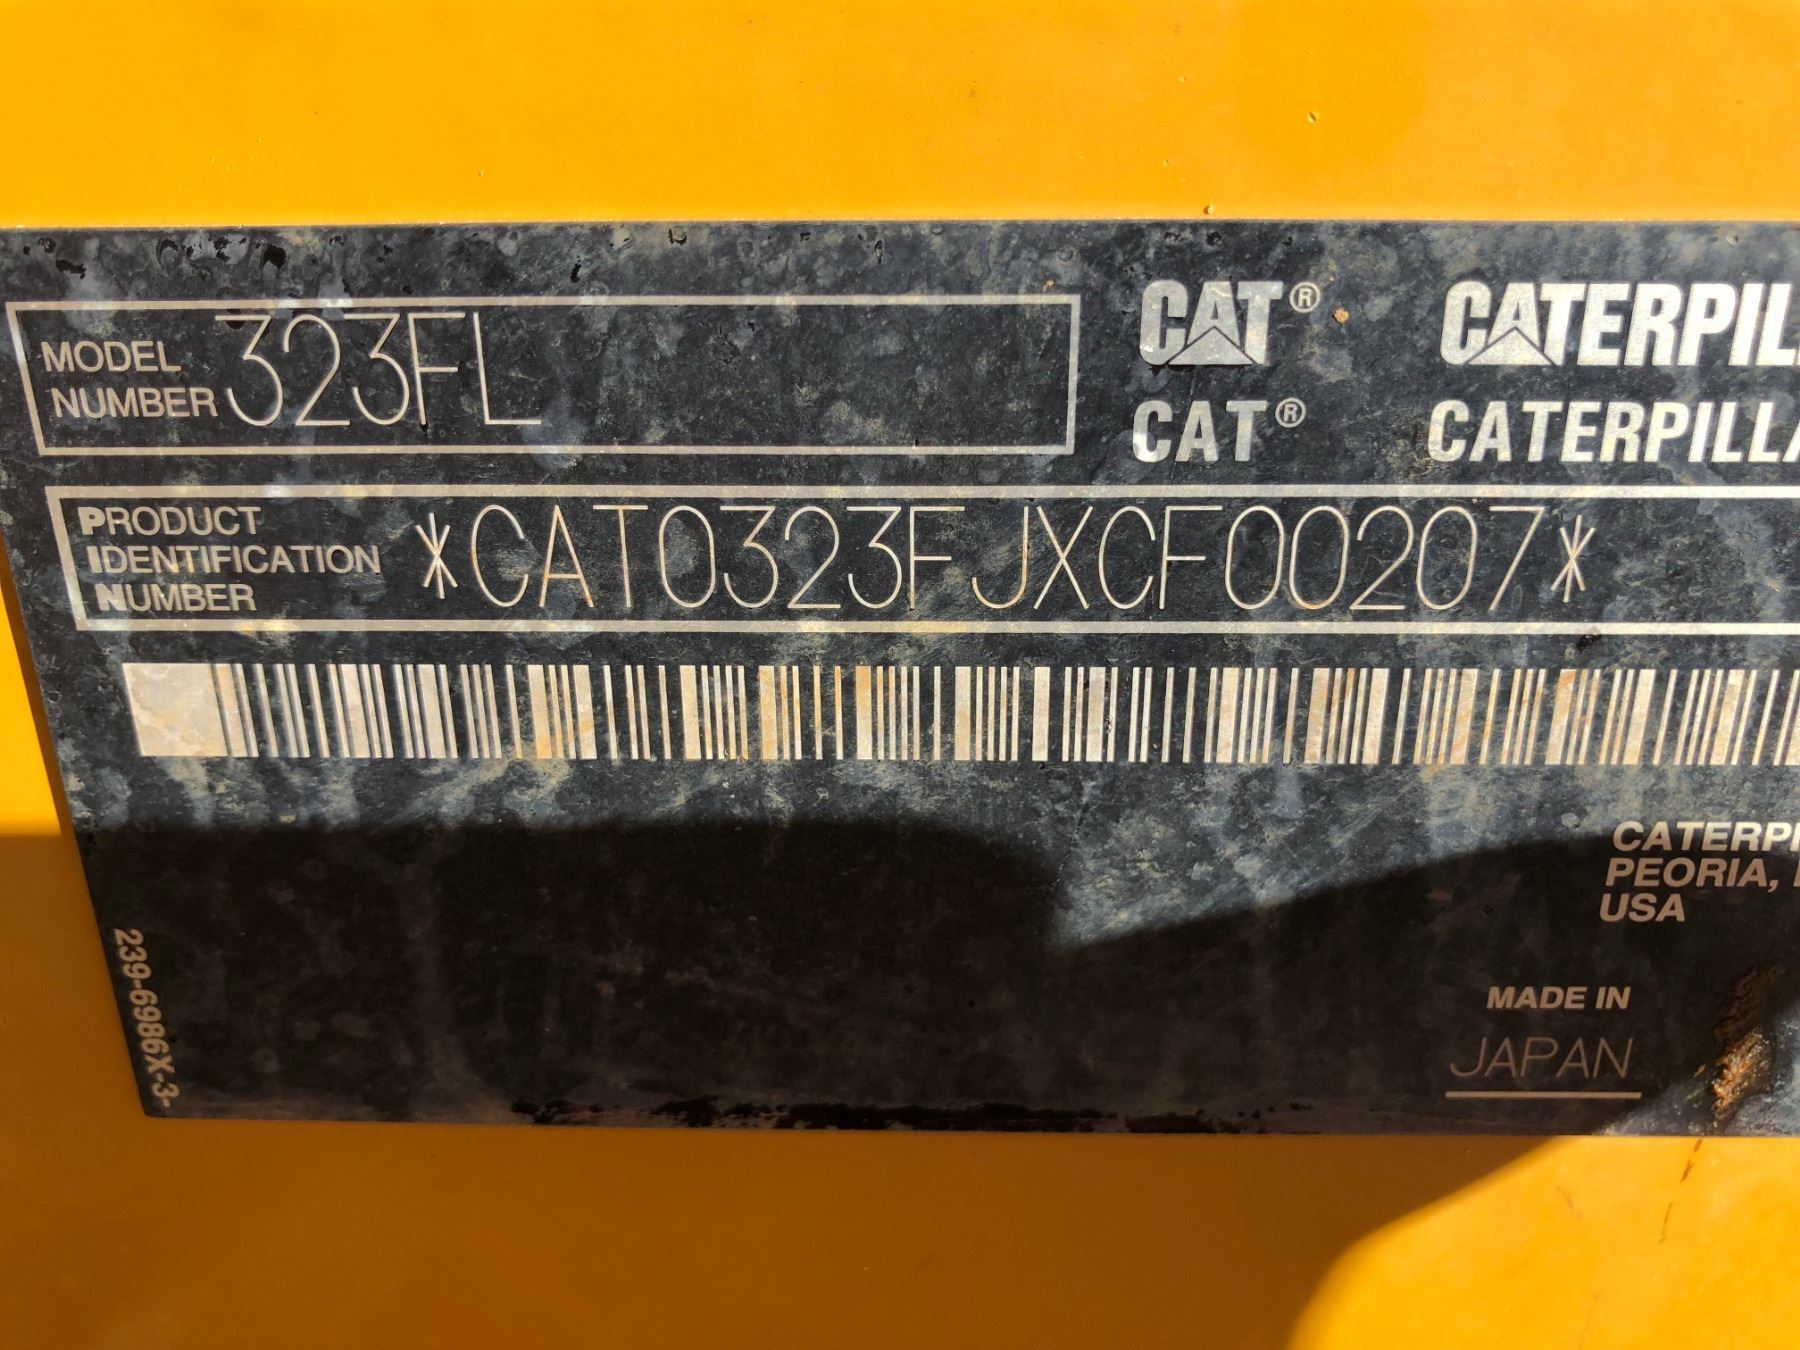 MODEL NUMBER 323FL
CAT® CATERPIL
CAT® CATERPILLA
PRODUCT IDENTIFICATION NUMBER *CAT0323FJXCF00207*
CATERPI
PEORIA,
USA
MADE IN
JAPAN
239-6986X-3